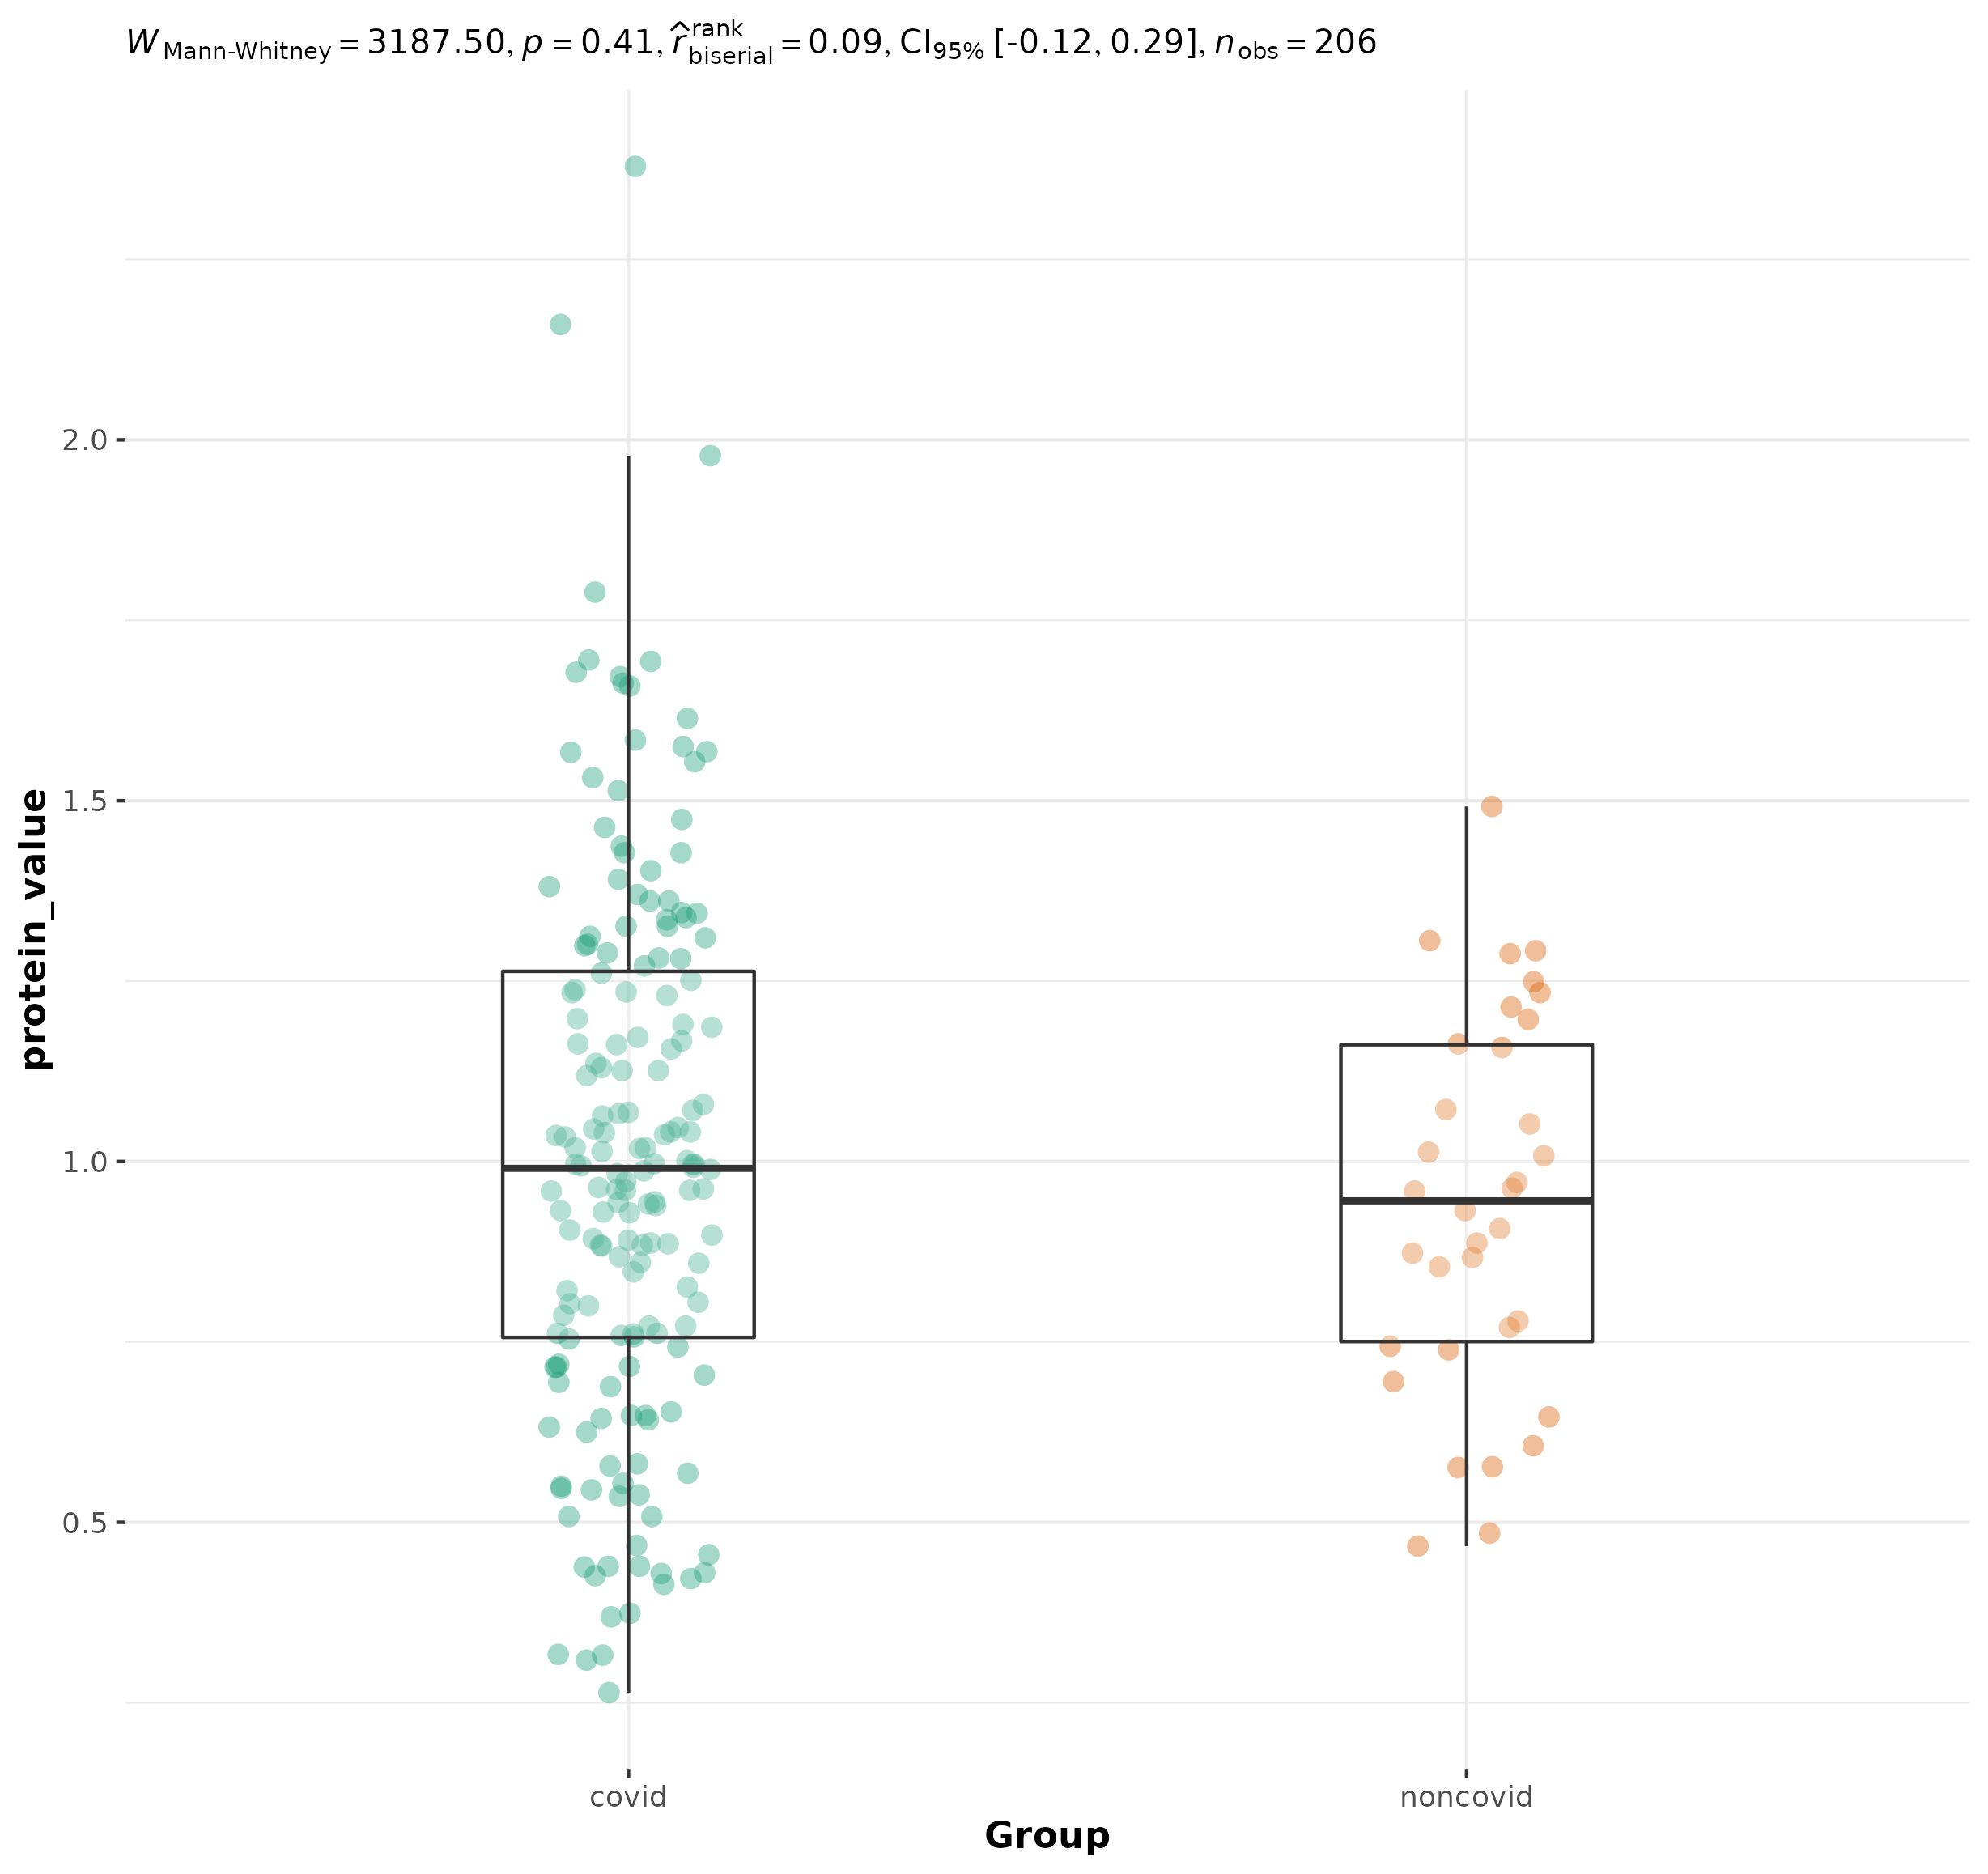 W Mann-Whitney = 3187.50, p = 0.41, r̂ rank biserial = 0.09, CI95% [-0.12, 0.29], n obs = 206
protein_value
2.0
1.5
1.0
0.5
covid noncovid
Group